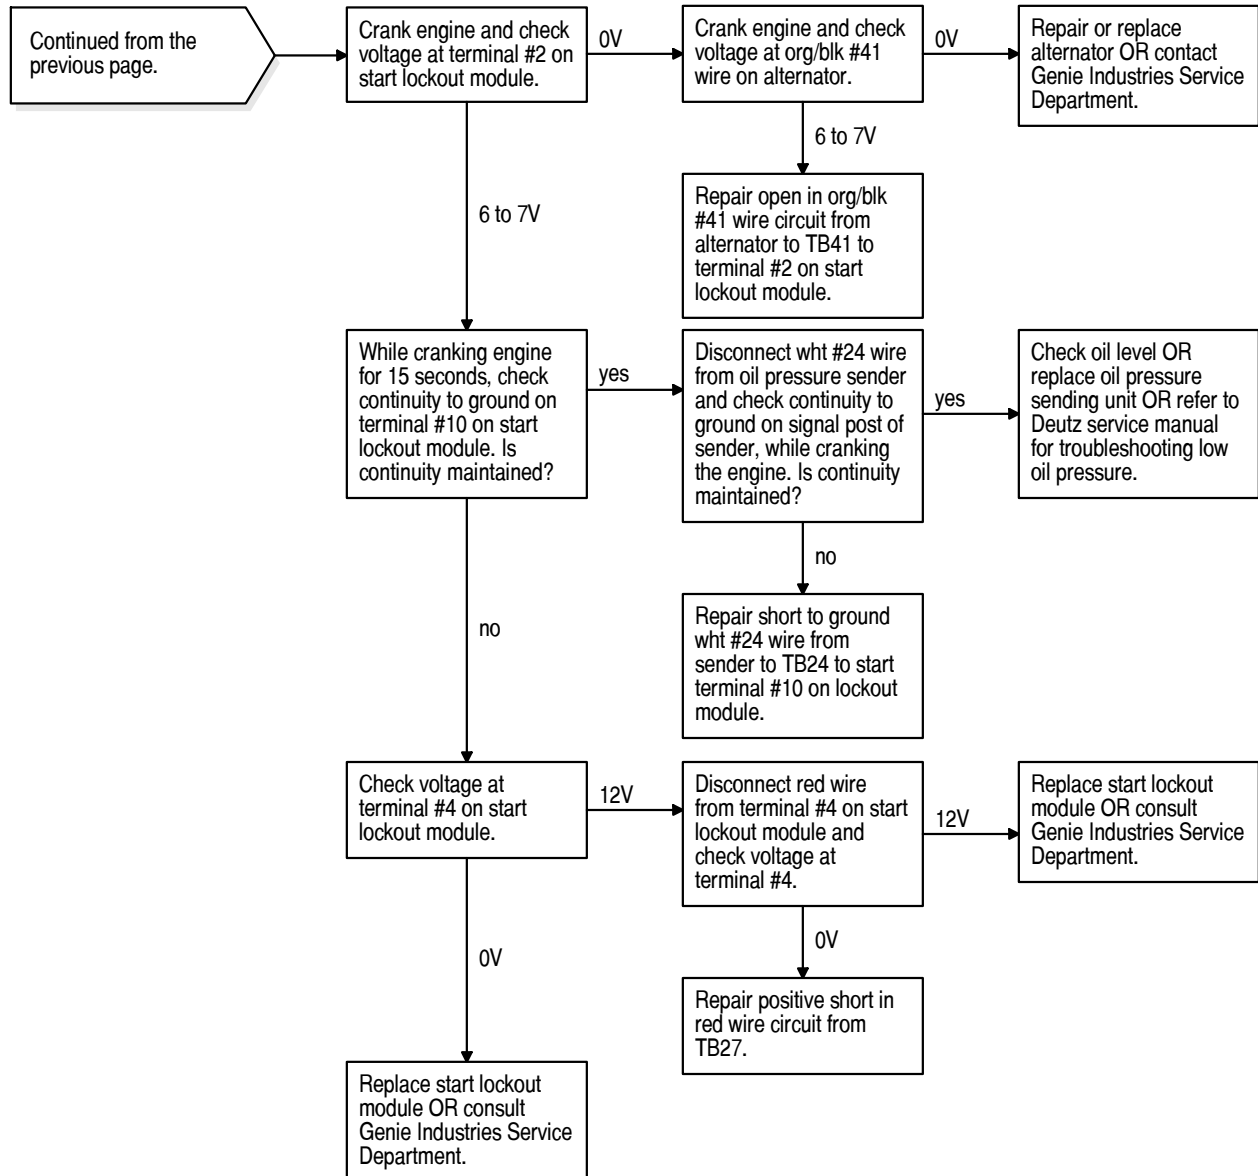 Continued from the
previous page.
Crank engine and check
voltage at terminal #2 on
start lockout module.
0V
Crank engine and check
voltage at org/blk #41
wire on alternator.
0V
Repair or replace
alternator OR contact
Genie Industries Service
Department.
6 to 7V
Repair open in org/blk
#41 wire circuit from
alternator to TB41 to
terminal #2 on start
lockout module.
6 to 7V
While cranking engine
for 15 seconds, check
continuity to ground on
terminal #10 on start
lockout module. Is
continuity maintained?
yes
Disconnect wht #24 wire
from oil pressure sender
and check continuity to
ground on signal post of
sender, while cranking
the engine. Is continuity
maintained?
yes
Check oil level OR
replace oil pressure
sending unit OR refer to
Deutz service manual
for troubleshooting low
oil pressure.
no
Repair short to ground
wht #24 wire from
sender to TB24 to start
terminal #10 on lockout
module.
no
Check voltage at
terminal #4 on start
lockout module.
12V
Disconnect red wire
from terminal #4 on start
lockout module and
check voltage at
terminal #4.
12V
Replace start lockout
module OR consult
Genie Industries Service
Department.
0V
Repair positive short in
red wire circuit from
TB27.
0V
Replace start lockout
module OR consult
Genie Industries Service
Department.